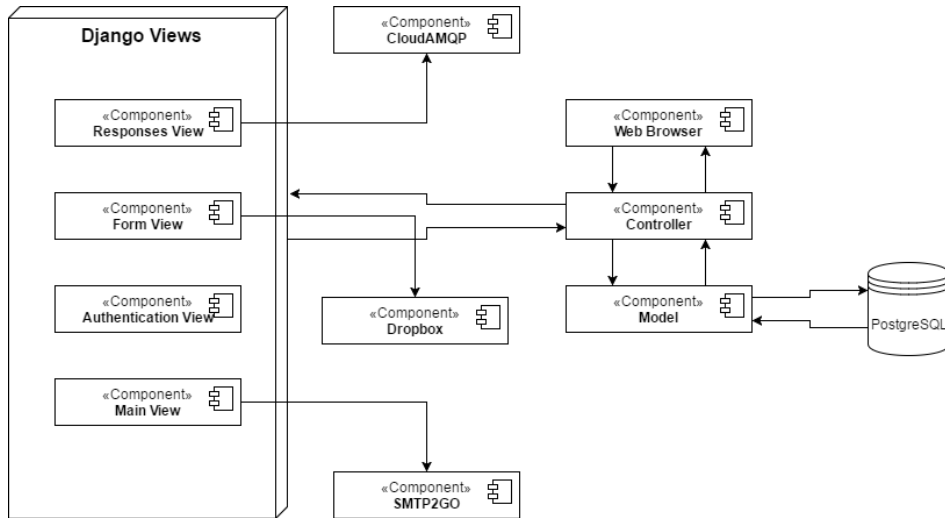 Django Views
«Component»
CloudAMQP
«Component»
Responses View
«Component»
Web Browser
«Component»
Form View
«Component»
Controller
«Component»
Authentication View
«Component»
Dropbox
«Component»
Model
PostgreSQL
«Component»
Main View
«Component»
SMTP2GO